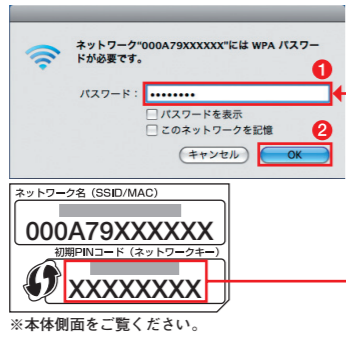 ネットワーク"000A79XXXXXX"には WPA パスワー
ドが必要です。
1
パスワード： ••••••••
パスワードを表示
このネットワークを記憶
2
キャンセル OK
ネットワーク名（SSID/MAC）
000A79XXXXXX
初期PINコード（ネットワークキー）
XXXXXXXX
※本体側面をご覧ください。